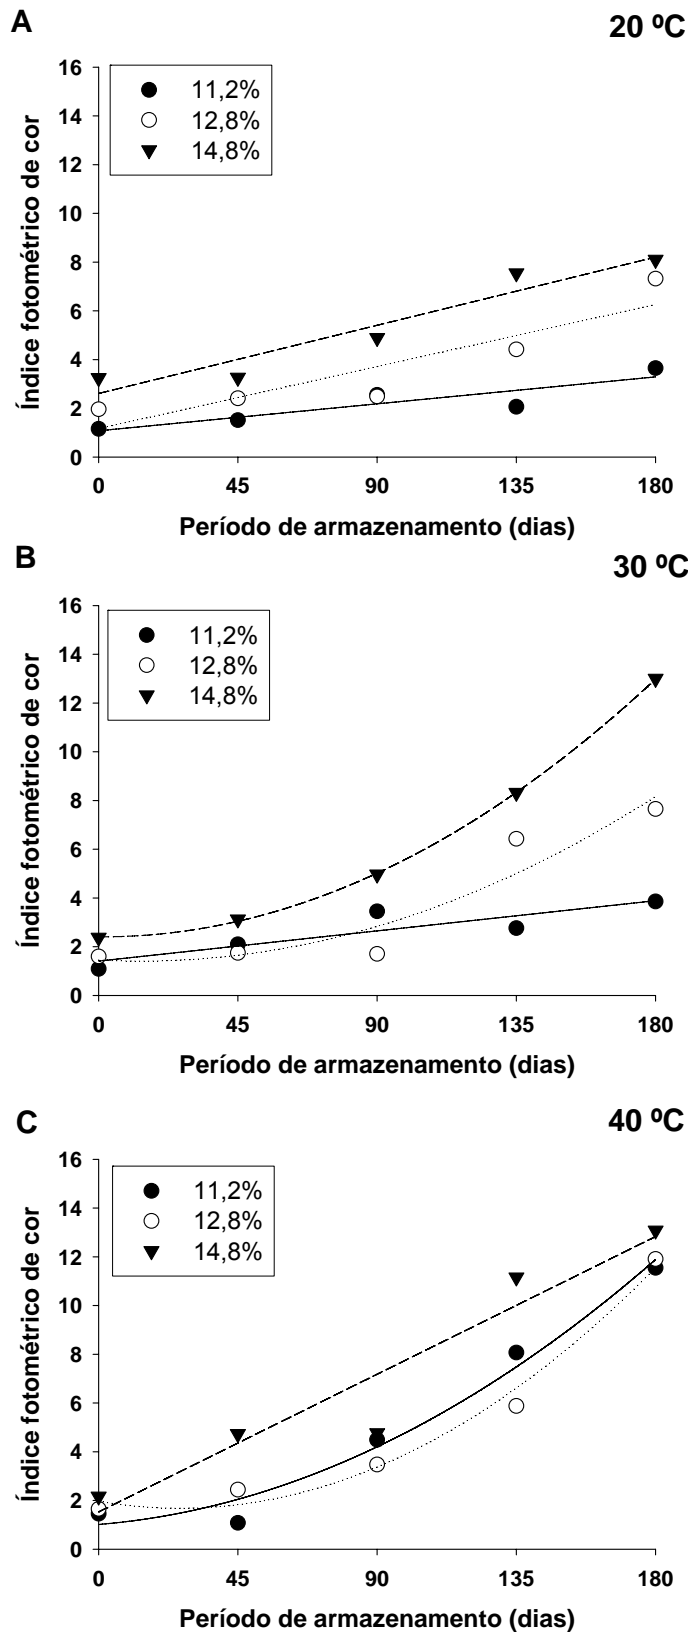 A
20 ºC
Índice fotométrico de cor
16
14
12
10
8
6
4
2
0
11,2%
12,8%
14,8%
0 45 90 135 180
Período de armazenamento (dias)
B
30 ºC
Índice fotométrico de cor
16
14
12
10
8
6
4
2
0
11,2%
12,8%
14,8%
0 45 90 135 180
Período de armazenamento (dias)
C
40 ºC
Índice fotométrico de cor
16
14
12
10
8
6
4
2
0
11,2%
12,8%
14,8%
0 45 90 135 180
Período de armazenamento (dias)